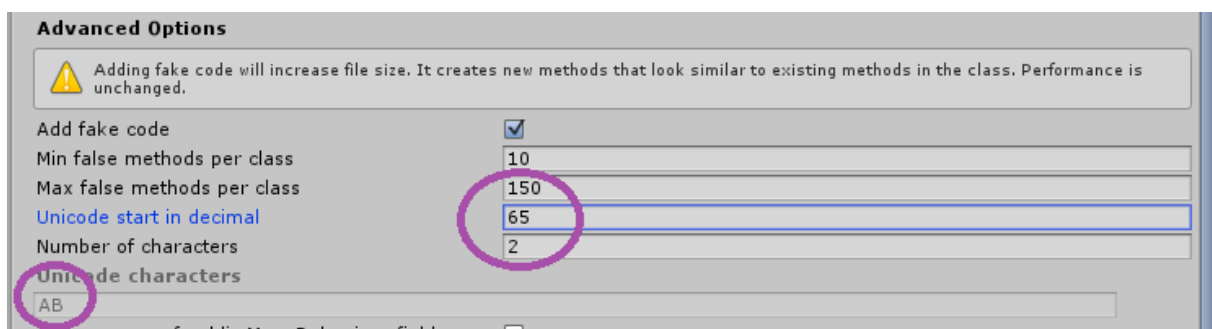 Advanced Options
Adding fake code will increase file size. It creates new methods that look similar to existing methods in the class. Performance is
unchanged.
Add fake code
Min false methods per class 10
Max false methods per class 150
Unicode start in decimal 65
Number of characters 2
Unicode characters
AB